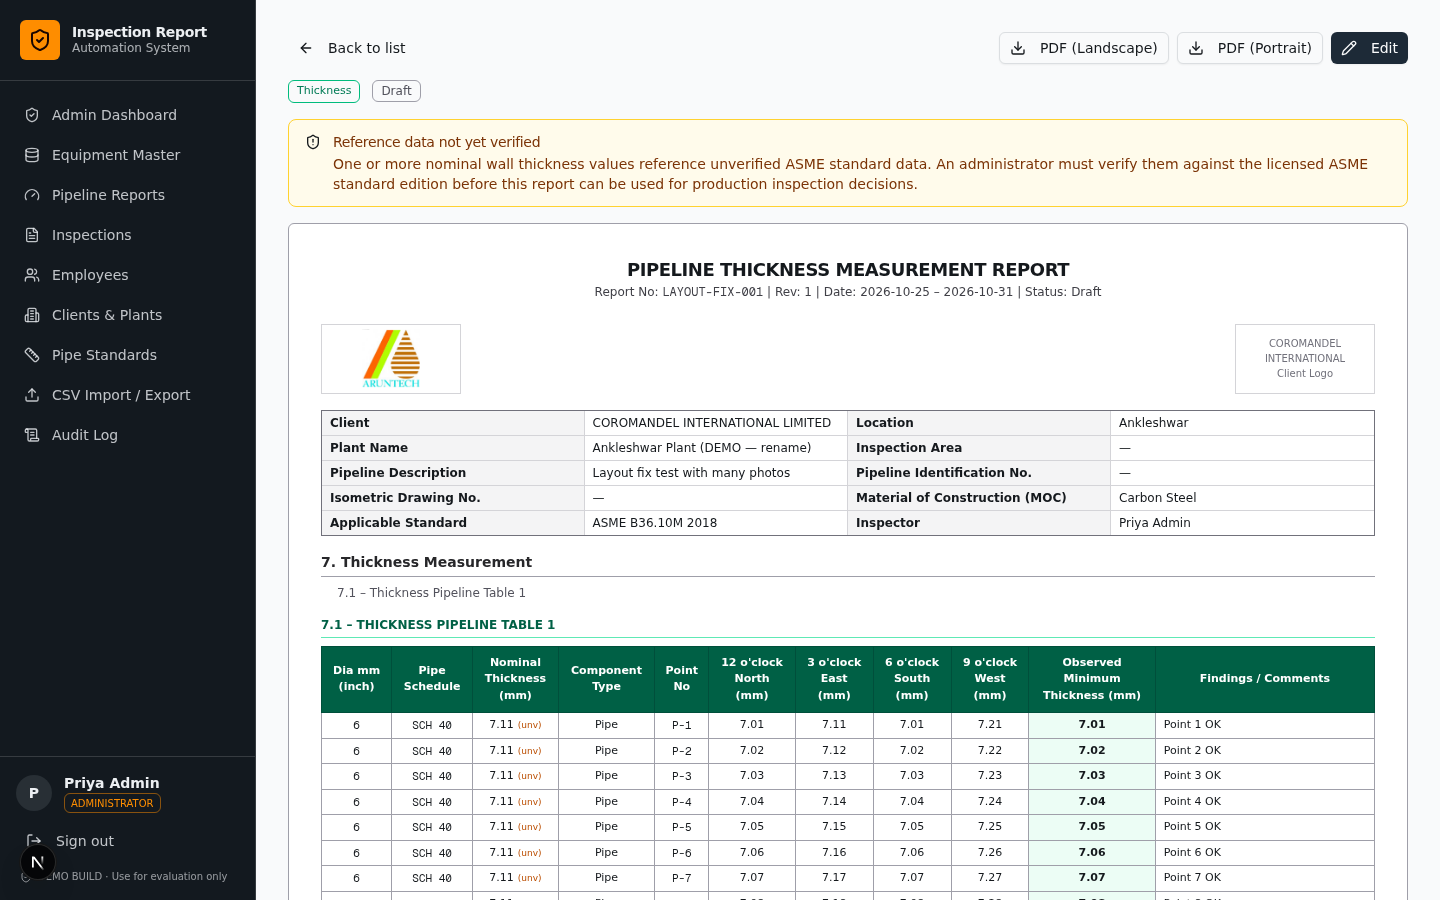 Inspection Report
Automation System
Admin Dashboard
Equipment Master
Pipeline Reports
Inspections
Employees
Clients & Plants
Pipe Standards
CSV Import / Export
Audit Log
P
Priya Admin
ADMINISTRATOR
Sign out
N
EMO BUILD · Use for evaluation only
Back to list
PDF (Landscape)
PDF (Portrait)
Edit
Thickness
Draft
Reference data not yet verified
One or more nominal wall thickness values reference unverified ASME standard data. An administrator must verify them against the licensed ASME
standard edition before this report can be used for production inspection decisions.
PIPELINE THICKNESS MEASUREMENT REPORT
Report No: LAYOUT-FIX-001 | Rev: 1 | Date: 2026-10-25 – 2026-10-31 | Status: Draft
ARUNTECH
COROMANDEL
INTERNATIONAL
Client Logo
Client COROMANDEL INTERNATIONAL LIMITED Location Ankleshwar
Plant Name Ankleshwar Plant (DEMO — rename) Inspection Area —
Pipeline Description Layout fix test with many photos Pipeline Identification No. —
Isometric Drawing No. — Material of Construction (MOC) Carbon Steel
Applicable Standard ASME B36.10M 2018 Inspector Priya Admin
7. Thickness Measurement
7.1 – Thickness Pipeline Table 1
7.1 – THICKNESS PIPELINE TABLE 1
Dia mm (inch) Pipe Schedule Nominal Thickness (mm) Component Type Point No 12 o'clock North (mm) 3 o'clock East (mm) 6 o'clock South (mm) 9 o'clock West (mm) Observed Minimum Thickness (mm) Findings / Comments
6 SCH 40 7.11 (unv) Pipe P-1 7.01 7.11 7.01 7.21 7.01 Point 1 OK
6 SCH 40 7.11 (unv) Pipe P-2 7.02 7.12 7.02 7.22 7.02 Point 2 OK
6 SCH 40 7.11 (unv) Pipe P-3 7.03 7.13 7.03 7.23 7.03 Point 3 OK
6 SCH 40 7.11 (unv) Pipe P-4 7.04 7.14 7.04 7.24 7.04 Point 4 OK
6 SCH 40 7.11 (unv) Pipe P-5 7.05 7.15 7.05 7.25 7.05 Point 5 OK
6 SCH 40 7.11 (unv) Pipe P-6 7.06 7.16 7.06 7.26 7.06 Point 6 OK
6 SCH 40 7.11 (unv) Pipe P-7 7.07 7.17 7.07 7.27 7.07 Point 7 OK